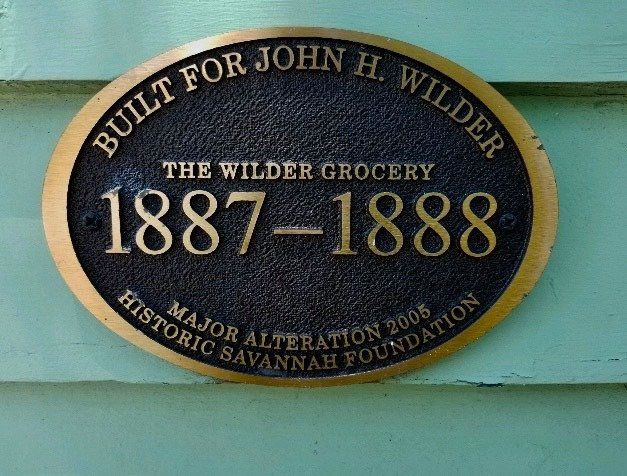 BUILT FOR JOHN H. WILDER
THE WILDER GROCERY
1887–1888
MAJOR ALTERATION 2005
HISTORIC SAVANNAH FOUNDATION